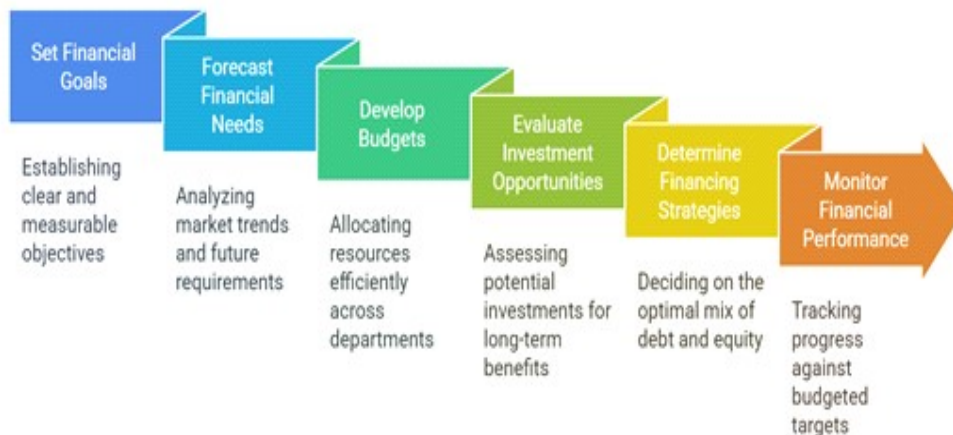 Set Financial
Goals
Establishing
clear and
measurable
objectives
Forecast
Financial
Needs
Analyzing
market trends
and future
requirements
Develop
Budgets
Allocating
resources
efficiently
across
departments
Evaluate
Investment
Opportunities
Assessing
potential
investments for
long-term
benefits
Determine
Financing
Strategies
Deciding on the
optimal mix of
debt and equity
Monitor
Financial
Performance
Tracking
progress
against
budgeted
targets